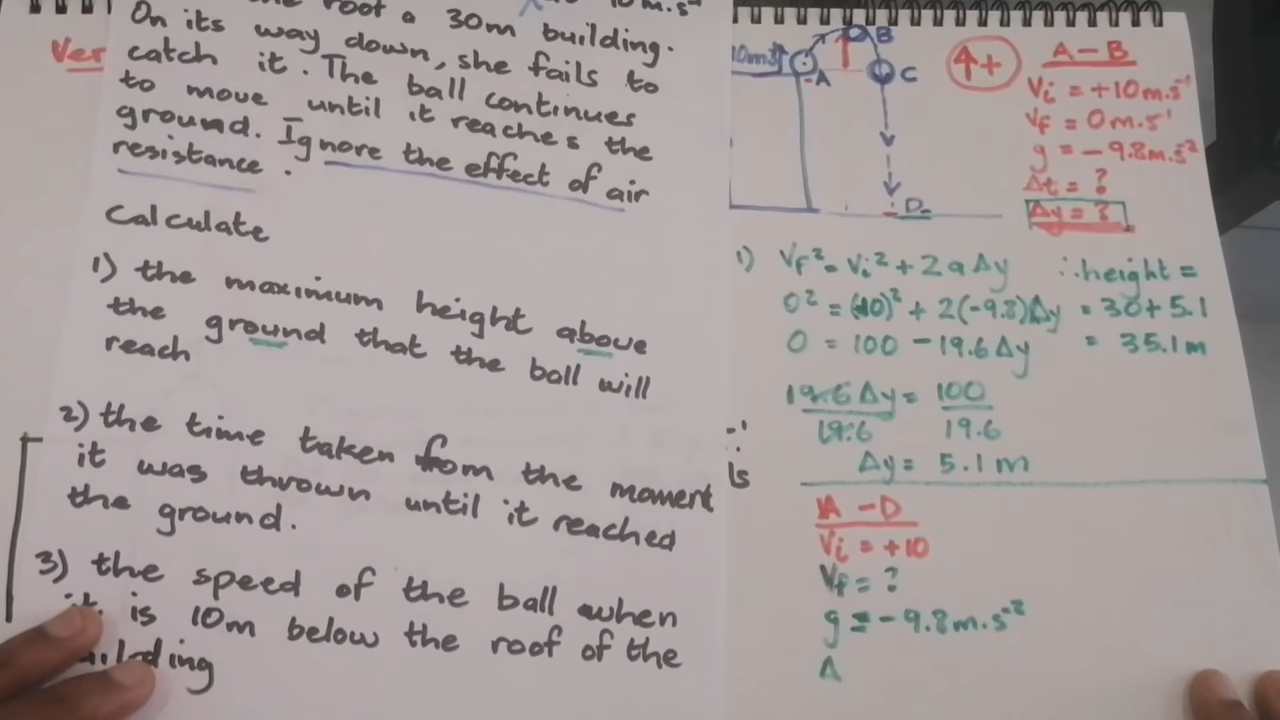 roof a 30m building.
On its way down, she fails to
catch it. The ball continues
to move until it reaches the
ground. Ignore the effect of air
resistance.
Calculate
1) the maximum height above
the ground that the ball will
reach
2) the time taken from the moment
it was thrown until it reached
the ground.
3) the speed of the ball when
it is 10m below the roof of the
Ver
10m.s⁻¹
A
B
C
D
↑+
A-B
Vi = +10m.s⁻¹
Vf = 0m.s⁻¹
g = -9.8m.s⁻²
Δt = ?
Δy = ?
1) Vf² = Vi² + 2aΔy
0² = (10)² + 2(-9.8)Δy
0 = 100 - 19.6Δy
19.6Δy = 100
19.6 19.6
Δy = 5.1m
∴ height =
= 30 + 5.1
= 35.1m
A-D
Vi = +10
Vf = ?
g = -9.8m.s⁻²
Δ